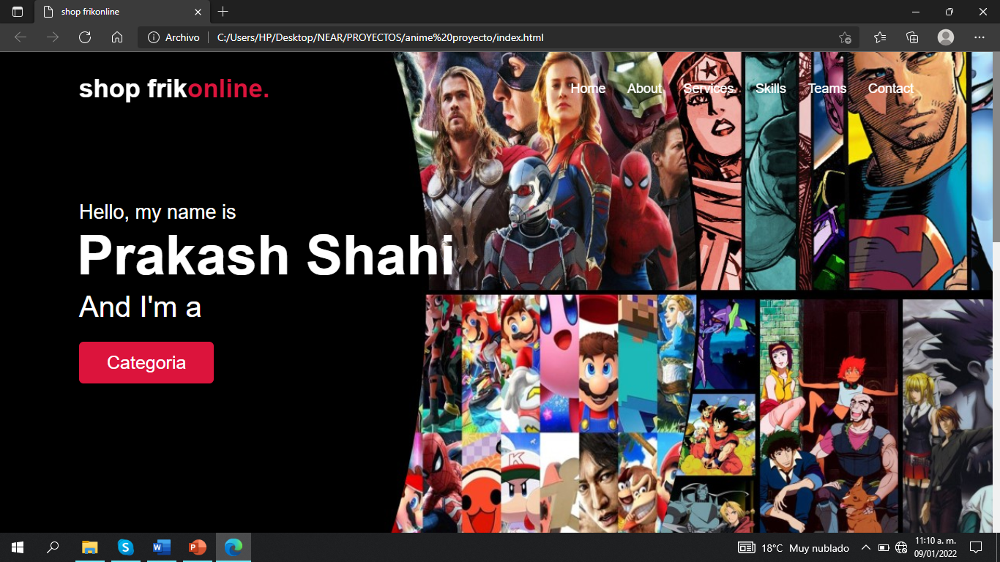 shop frikonline
Archivo
C:/Users/HP/Desktop/NEAR/PROYECTOS/anime%20proyecto/index.html
shop frikonline.
Home About Services Skills Teams Contact
Hello, my name is
Prakash Shahi
And I'm a
Categoria
K
18°C Muy nublado
11:10 a. m.
09/01/2022